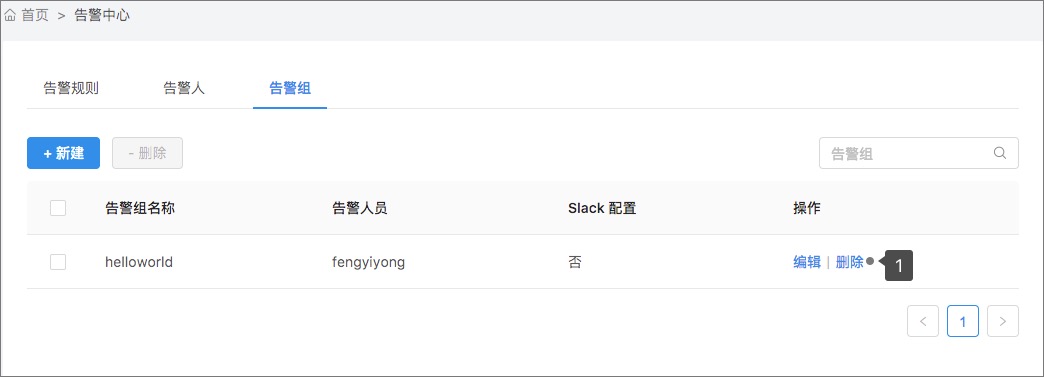 首页 > 告警中心
告警规则 告警人 告警组
+ 新建 - 删除 告警组
告警组名称 告警人员 Slack 配置 操作
helloworld fengyiyong 否 编辑 | 删除 1
< 1 >